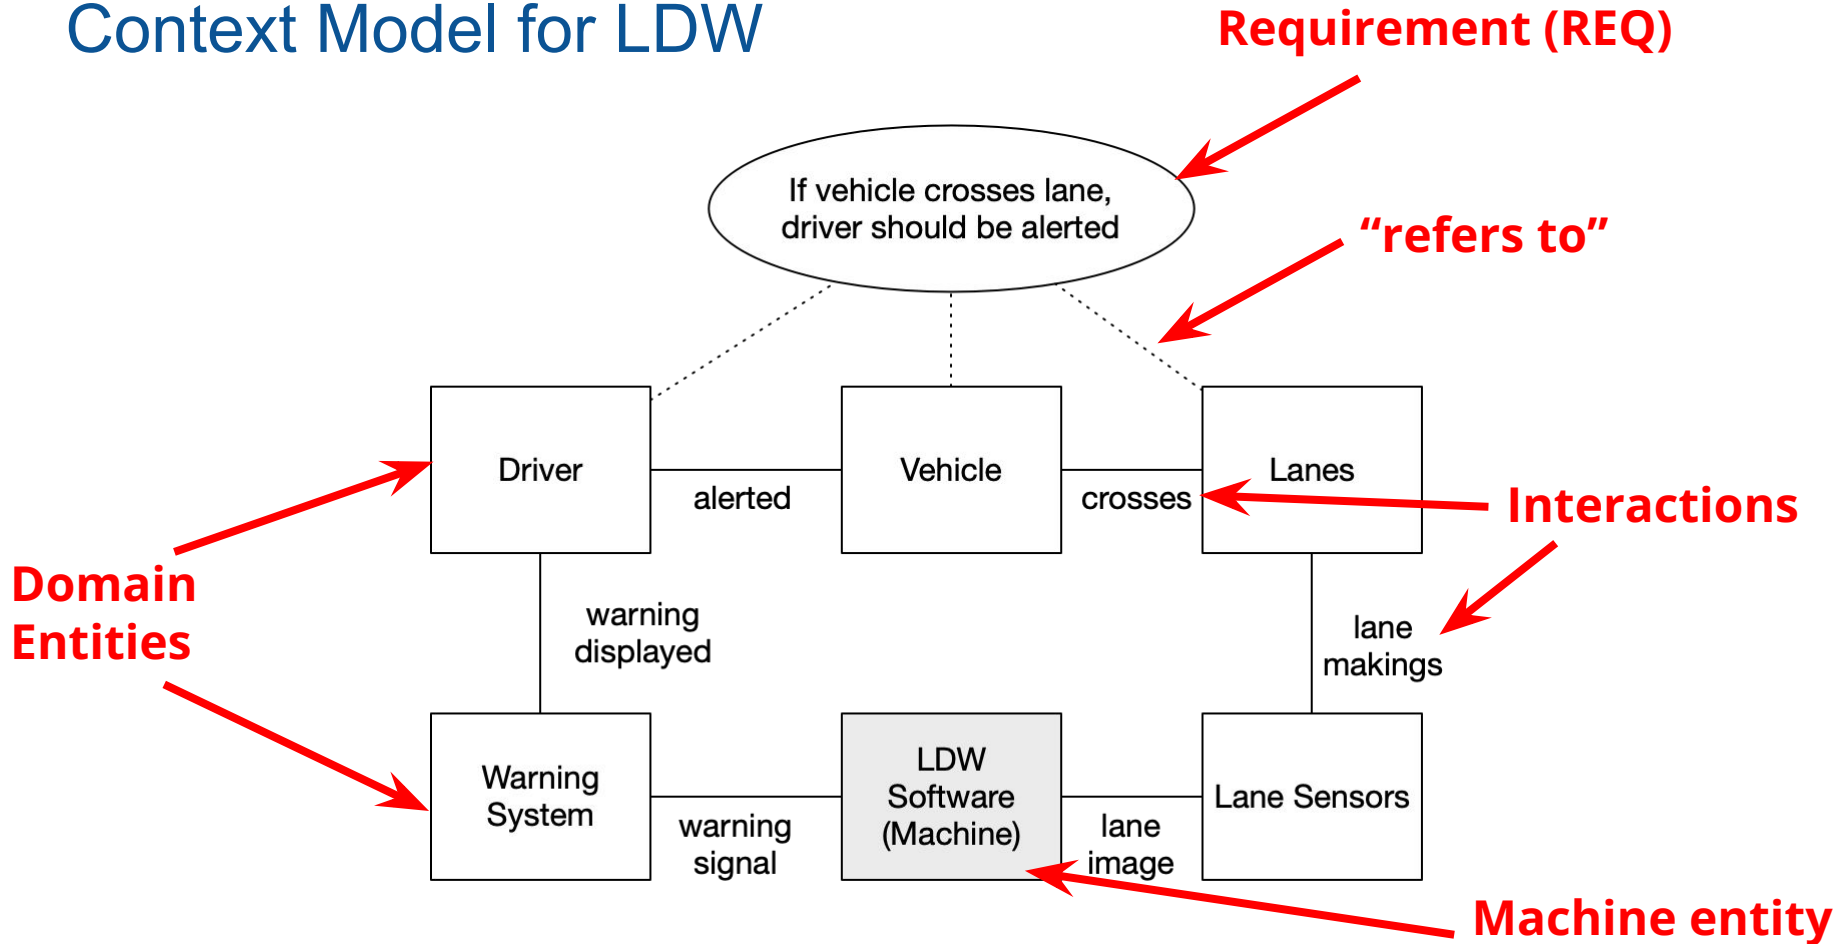 Context Model for LDW
Requirement (REQ)
If vehicle crosses lane,
driver should be alerted
“refers to”
Driver
alerted
Vehicle
crosses
Lanes
Interactions
Domain
Entities
warning
displayed
lane
makings
Warning
System
warning
signal
LDW
Software
(Machine)
lane
image
Lane Sensors
Machine entity